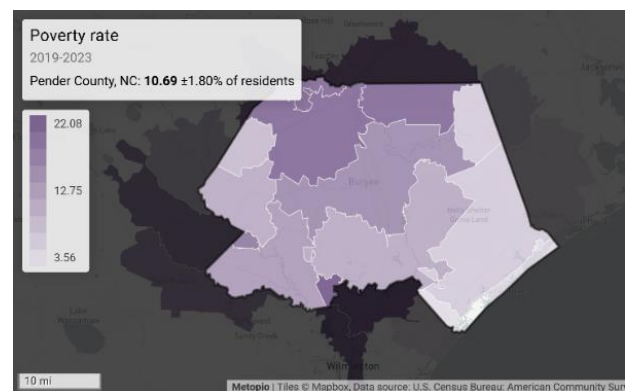 Poverty rate
2019-2023
Pender County, NC: 10.69 ±1.80% of residents
22.08
12.75
3.56
Burgaw
Wilmington
10 mi
Metopio | Tiles © Mapbox, Data source: U.S. Census Bureau: American Community Sur